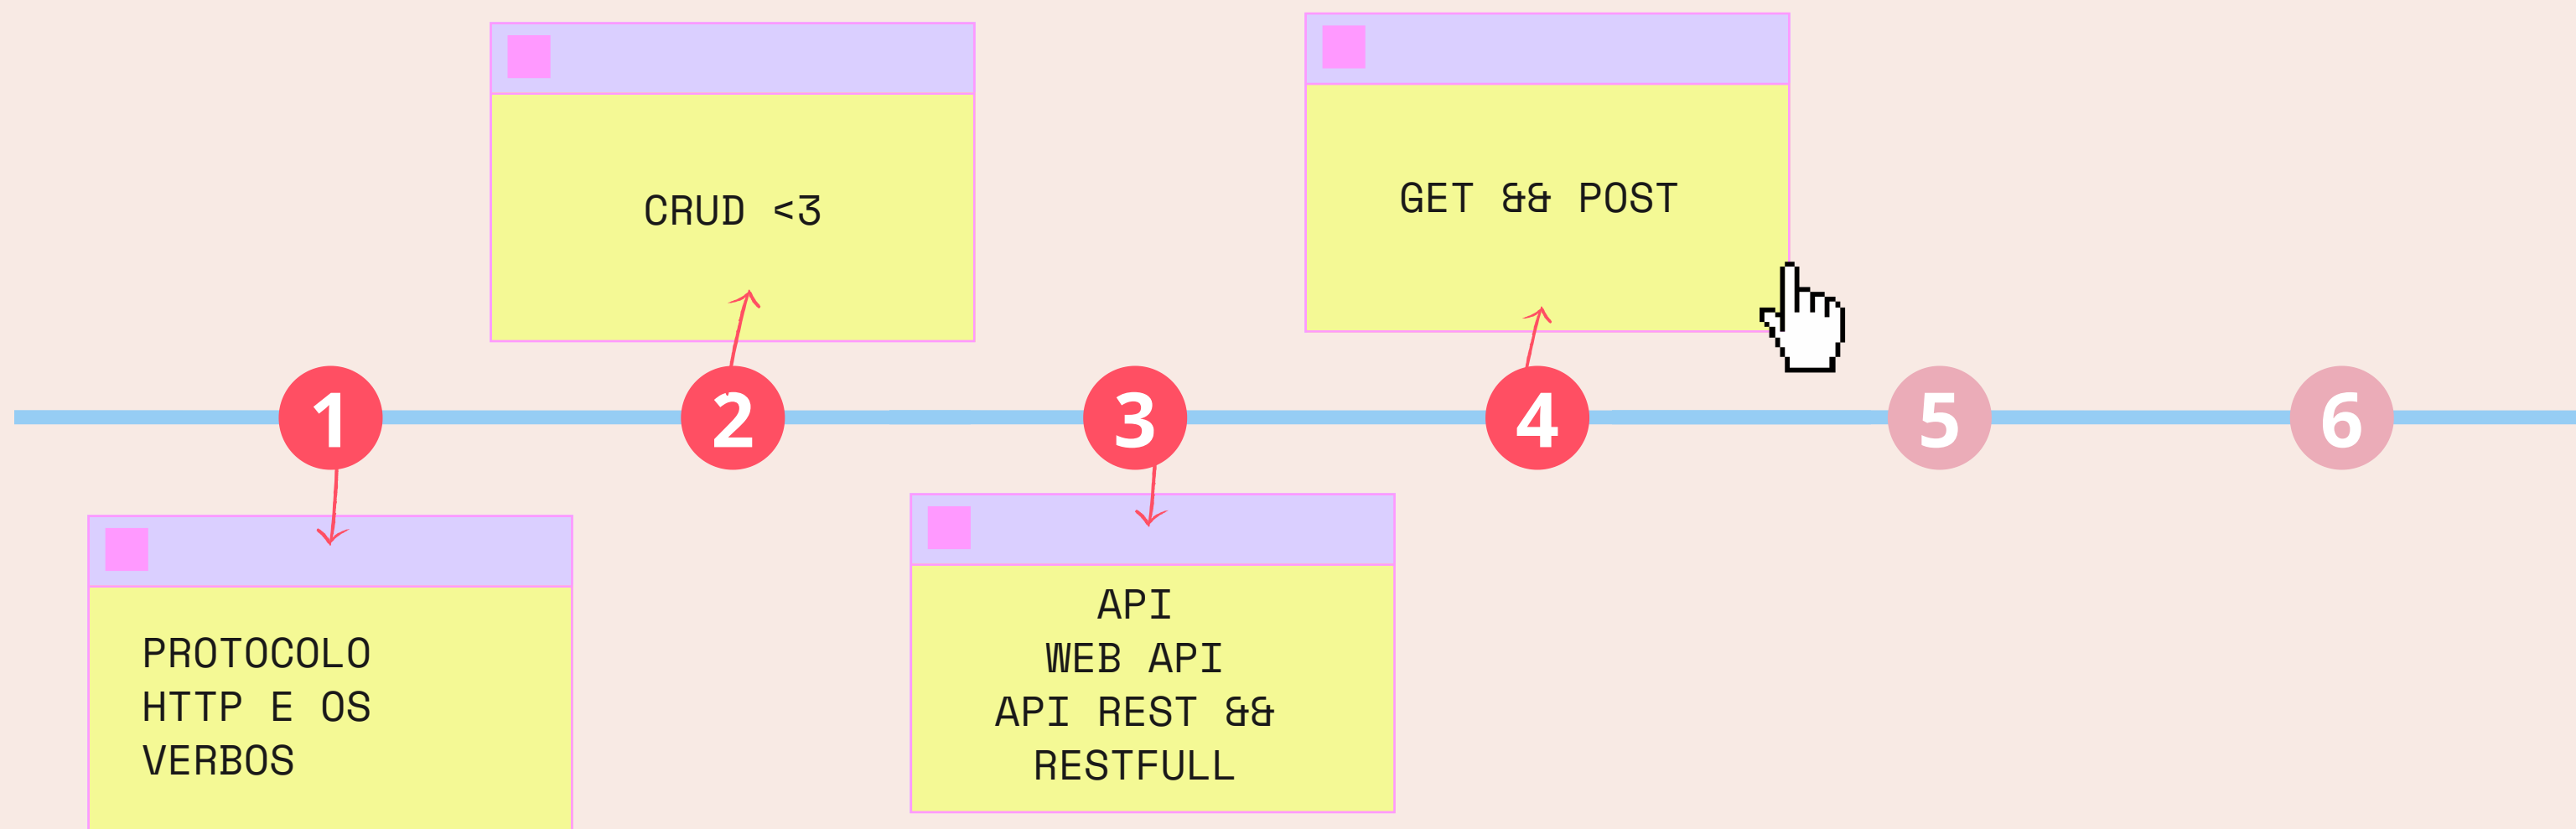 CRUD <3
GET && POST
1
2
3
4
5
6
PROTOCOLO
HTTP E OS
VERBOS
API
WEB API
API REST &&
RESTFULL